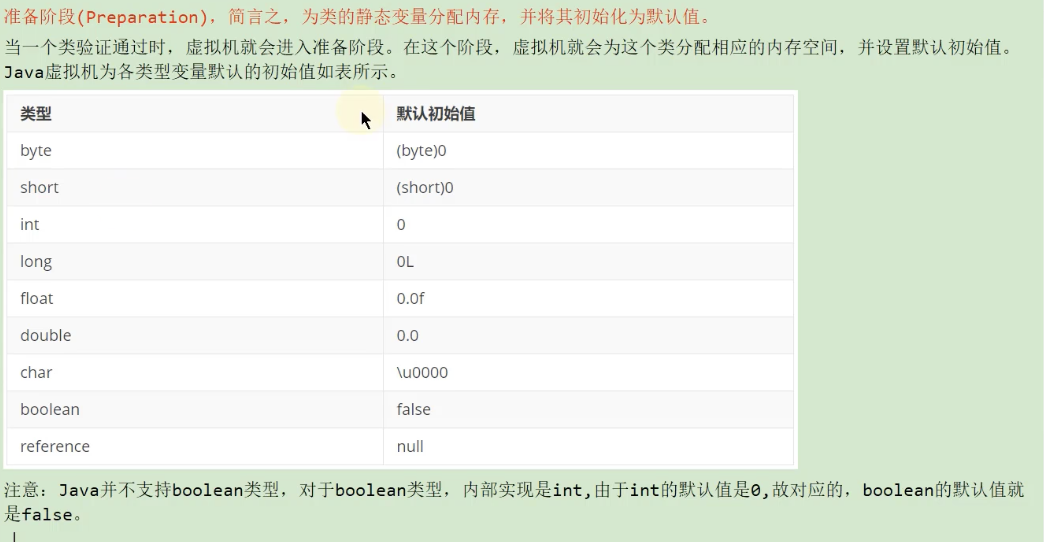 准备阶段(Preparation)，简言之，为类的静态变量分配内存，并将其初始化为默认值。
当一个类验证通过时，虚拟机就会进入准备阶段。在这个阶段，虚拟机就会为这个类分配相应的内存空间，并设置默认初始值。
Java虚拟机为各类型变量默认的初始值如表所示。
类型 默认初始值
byte (byte)0
short (short)0
int 0
long 0L
float 0.0f
double 0.0
char \u0000
boolean false
reference null
注意：Java并不支持boolean类型，对于boolean类型，内部实现是int,由于int的默认值是0,故对应的，boolean的默认值就
是false。